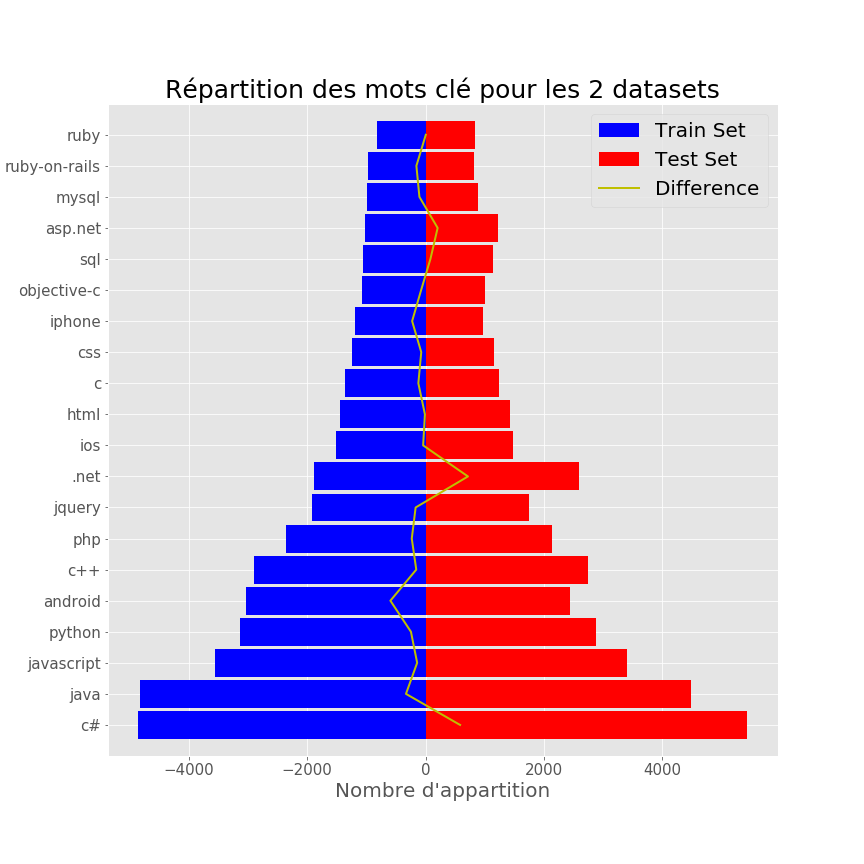 Répartition des mots clé pour les 2 datasets
Train Set
Test Set
Difference
ruby
ruby-on-rails
mysql
asp.net
sql
objective-c
iphone
css
c
html
ios
.net
jquery
php
c++
android
python
javascript
java
c#
−4000 −2000 0 2000 4000
Nombre d'appartition